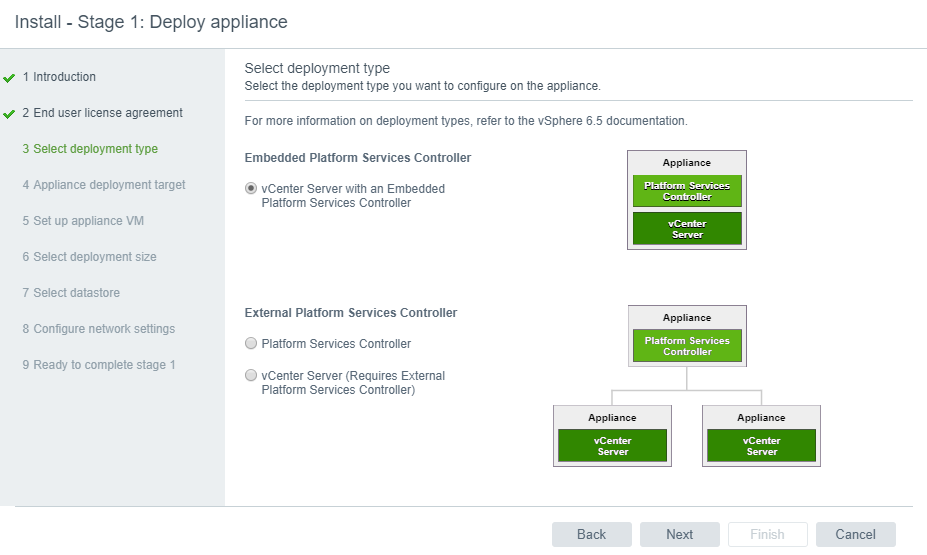 Install - Stage 1: Deploy appliance
1 Introduction
2 End user license agreement
3 Select deployment type
4 Appliance deployment target
5 Set up appliance VM
6 Select deployment size
7 Select datastore
8 Configure network settings
9 Ready to complete stage 1
Select deployment type
Select the deployment type you want to configure on the appliance.
For more information on deployment types, refer to the vSphere 6.5 documentation.
Embedded Platform Services Controller
vCenter Server with an Embedded
Platform Services Controller
Appliance
Platform Services
Controller
vCenter
Server
External Platform Services Controller
Platform Services Controller
vCenter Server (Requires External
Platform Services Controller)
Appliance
Platform Services
Controller
Appliance
vCenter
Server
Appliance
vCenter
Server
Back
Next
Finish
Cancel